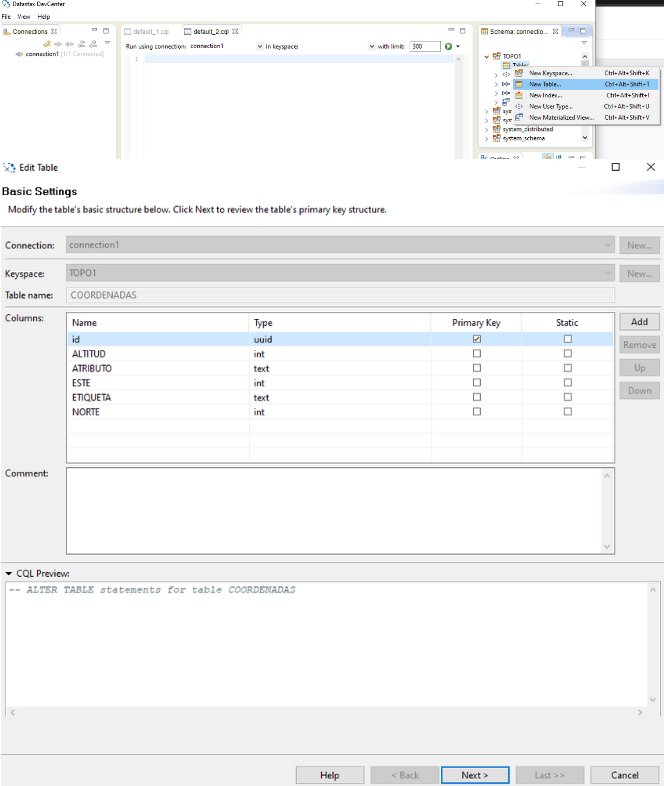 Datastax DevCenter
File View Help
Connections
connection1 (1/1 Connected)
default_1.cql
default_2.cql
Run using connection: connection1 in keyspace: with limit: 300
1
Schema: connectio...
TOPO1
Table
New Keyspace... Ctrl+Alt+Shift+K
New Table... Ctrl+Alt+Shift+T
New Index... Ctrl+Alt+Shift+I
New User Type... Ctrl+Alt+Shift+U
New Materialized View... Ctrl+Alt+Shift+V
system_distributed
system_schema
Edit Table
Basic Settings
Modify the table's basic structure below. Click Next to review the table's primary key structure.
Connection: connection1 New...
Keyspace: TOPO1 New...
Table name: COORDENADAS
Columns:
Name Type Primary Key Static
id uuid
ALTITUD int
ATRIBUTO text
ESTE int
ETIQUETA text
NORTE int
Add
Remove
Up
Down
Comment:
CQL Preview:
-- ALTER TABLE statements for table COORDENADAS
Help < Back Next > Last >> Cancel